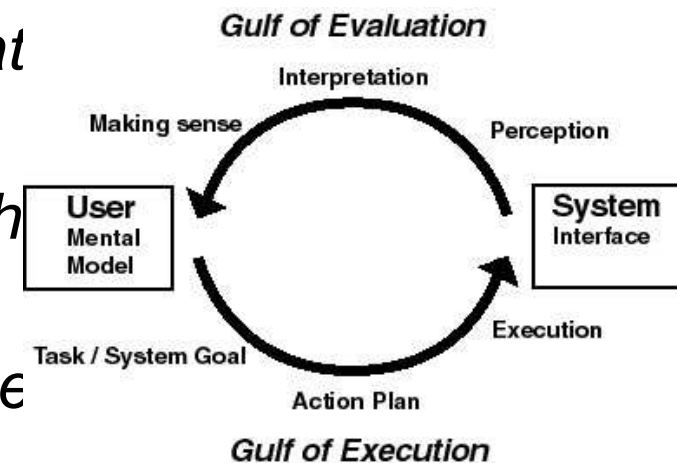 Gulf of Evaluation
Interpretation
Making sense
Perception
User
Mental
Model
System
Interface
Task / System Goal
Execution
Action Plan
Gulf of Execution